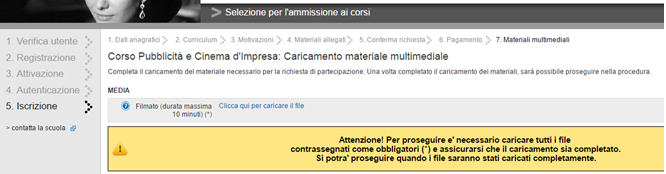 Selezione per l'ammissione ai corsi
1. Verifica utente
2. Registrazione
3. Attivazione
4. Autenticazione
5. Iscrizione
> contatta la scuola
1. Dati anagrafici > 2. Curriculum > 3. Motivazioni > 4. Materiali allegati > 5. Conferma richiesta > 6. Pagamento > 7. Materiali multimediali
Corso Pubblicità e Cinema d'Impresa: Caricamento materiale multimediale
Completa il caricamento del materiale necessario per la richiesta di partecipazione. Una volta completato il caricamento dei materiali, sarà possibile proseguire nella procedura.
MEDIA
Filmato (durata massima 10 minuti) (*)
Clicca qui per caricare il file
Attenzione! Per proseguire e' necessario caricare tutti i file
contrassegnati come obbligatori (*) e assicurarsi che il caricamento sia completato.
Si potra' proseguire quando i file saranno stati caricati completamente.